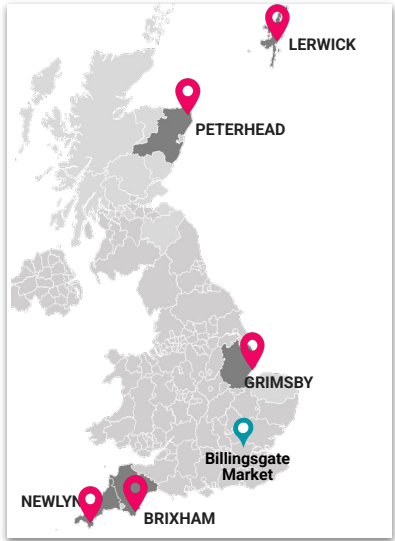 LERWICK
PETERHEAD
GRIMSBY
Billingsgate
Market
NEWLYN
BRIXHAM